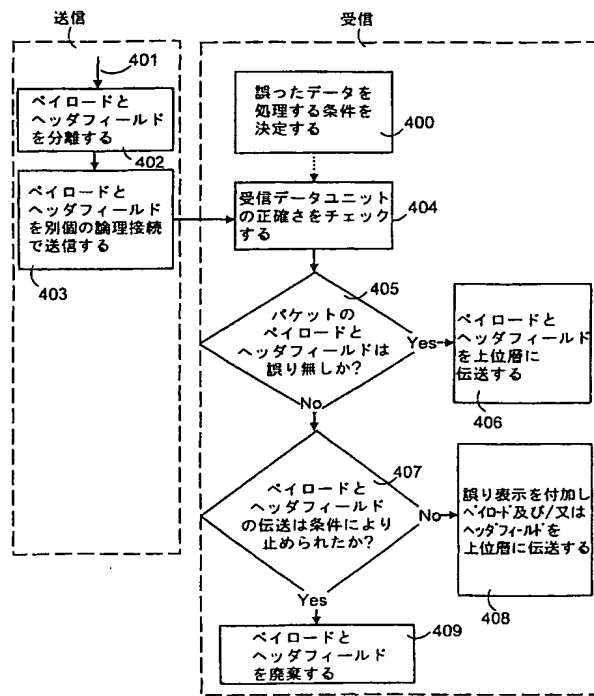 送信
401
ペイロードと
ヘッダフィールド
を分離する
402
ペイロードと
ヘッダフィールド
を別個の論理接続
で送信する
403
受信
誤ったデータを
処理する条件を
決定する
400
受信データユニット
の正確さをチェック
する
404
405
パケットの
ペイロードと
ヘッダフィールドは
誤り無しか?
Yes
No
ペイロードと
ヘッダフィールド
を上位層に
伝送する
406
407
ペイロードと
ヘッダフィールド
の伝送は条件により
止められたか?
No
Yes
誤り表示を付加し
ペイロード及び/又は
ヘッダフィールドを
上位層に伝送する
408
409
ペイロードと
ヘッダフィールド
を廃棄する